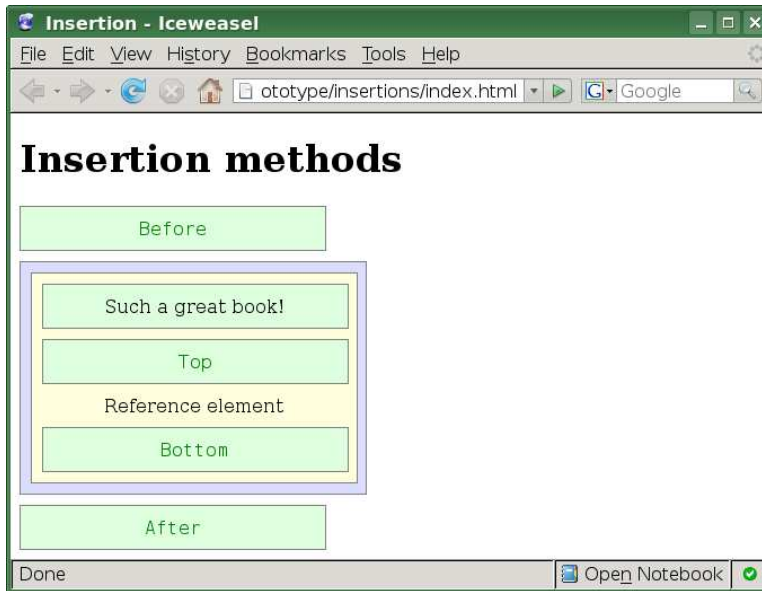 Insertion - Iceweasel
File Edit View History Bookmarks Tools Help
ototype/insertions/index.html G Google
Insertion methods
Before
Such a great book!
Top
Reference element
Bottom
After
Done Open Notebook